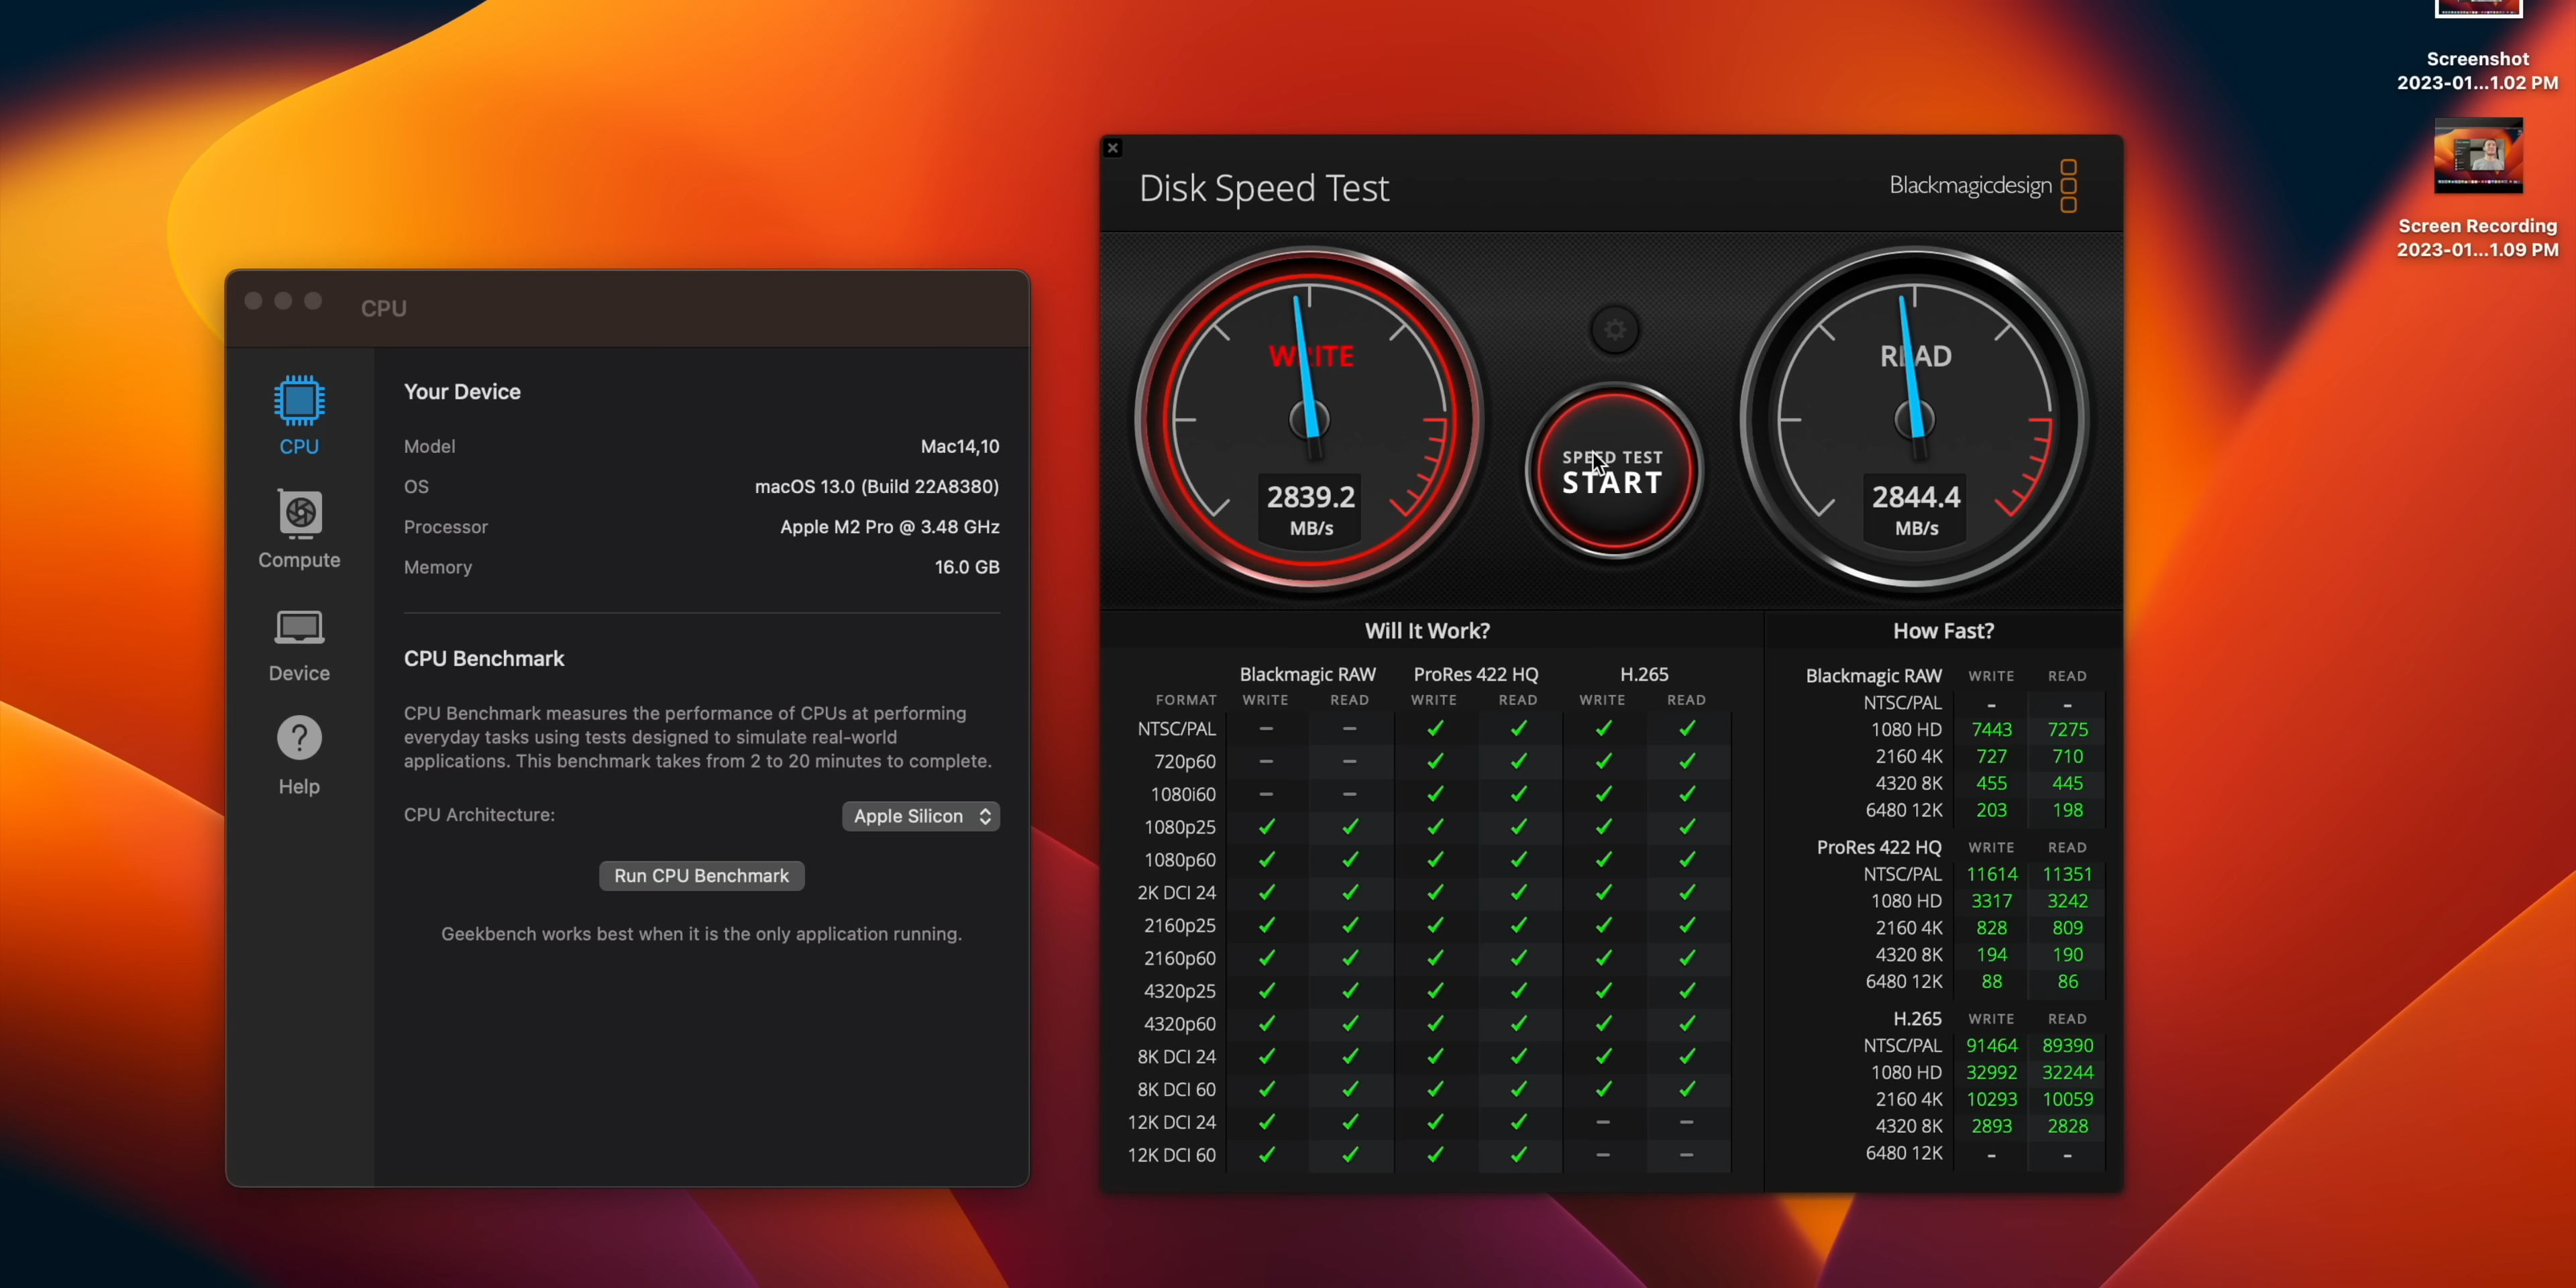 Screenshot
2023-01...1.02 PM
Screen Recording
2023-01...1.09 PM
CPU
CPU
Compute
Device
Help
Your Device
Model Mac14,10
OS macOS 13.0 (Build 22A8380)
Processor Apple M2 Pro @ 3.48 GHz
Memory 16.0 GB
CPU Benchmark
CPU Benchmark measures the performance of CPUs at performing
everyday tasks using tests designed to simulate real-world
applications. This benchmark takes from 2 to 20 minutes to complete.
CPU Architecture: Apple Silicon
Run CPU Benchmark
Geekbench works best when it is the only application running.
Disk Speed Test
Blackmagicdesign
WRITE
2839.2
MB/s
SPEED TEST
START
READ
2844.4
MB/s
Will It Work?
Blackmagic RAW ProRes 422 HQ H.265
FORMAT WRITE READ WRITE READ WRITE READ
NTSC/PAL – – ✓ ✓ ✓ ✓
720p60 – – ✓ ✓ ✓ ✓
1080i60 – – ✓ ✓ ✓ ✓
1080p25 ✓ ✓ ✓ ✓ ✓ ✓
1080p60 ✓ ✓ ✓ ✓ ✓ ✓
2K DCI 24 ✓ ✓ ✓ ✓ ✓ ✓
2160p25 ✓ ✓ ✓ ✓ ✓ ✓
2160p60 ✓ ✓ ✓ ✓ ✓ ✓
4320p25 ✓ ✓ ✓ ✓ ✓ ✓
4320p60 ✓ ✓ ✓ ✓ ✓ ✓
8K DCI 24 ✓ ✓ ✓ ✓ ✓ ✓
8K DCI 60 ✓ ✓ ✓ ✓ ✓ ✓
12K DCI 24 ✓ ✓ ✓ ✓ – –
12K DCI 60 ✓ ✓ ✓ ✓ – –
How Fast?
Blackmagic RAW WRITE READ
NTSC/PAL - -
1080 HD 7443 7275
2160 4K 727 710
4320 8K 455 445
6480 12K 203 198
ProRes 422 HQ WRITE READ
NTSC/PAL 11614 11351
1080 HD 3317 3242
2160 4K 828 809
4320 8K 194 190
6480 12K 88 86
H.265 WRITE READ
NTSC/PAL 91464 89390
1080 HD 32992 32244
2160 4K 10293 10059
4320 8K 2893 2828
6480 12K - -